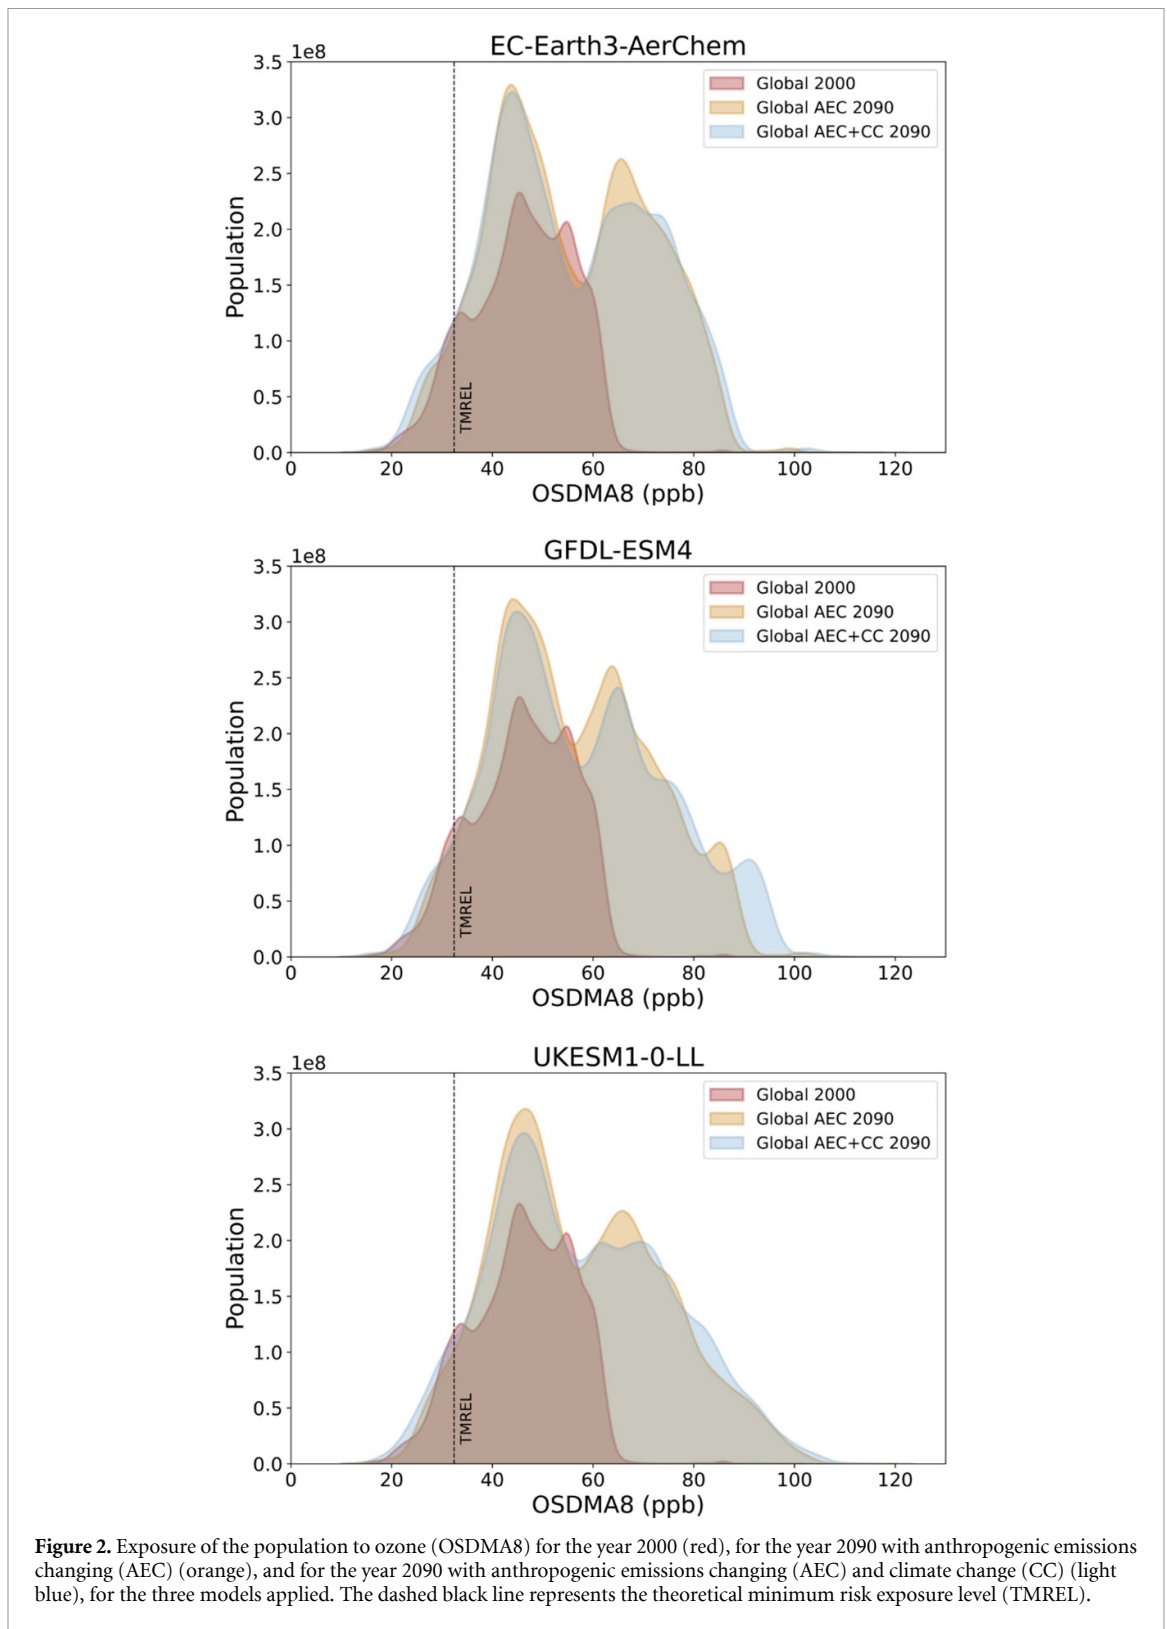 EC-Earth3-AerChem
1e8
3.5
3.0
2.5
2.0
1.5
1.0
0.5
0.0
Population
Global 2000
Global AEC 2090
Global AEC+CC 2090
TMREL
0 20 40 60 80 100 120
OSDMA8 (ppb)
GFDL-ESM4
1e8
3.5
3.0
2.5
2.0
1.5
1.0
0.5
0.0
Population
Global 2000
Global AEC 2090
Global AEC+CC 2090
TMREL
0 20 40 60 80 100 120
OSDMA8 (ppb)
UKESM1-0-LL
1e8
3.5
3.0
2.5
2.0
1.5
1.0
0.5
0.0
Population
Global 2000
Global AEC 2090
Global AEC+CC 2090
TMREL
0 20 40 60 80 100 120
OSDMA8 (ppb)
Figure 2. Exposure of the population to ozone (OSDMA8) for the year 2000 (red), for the year 2090 with anthropogenic emissions
changing (AEC) (orange), and for the year 2090 with anthropogenic emissions changing (AEC) and climate change (CC) (light
blue), for the three models applied. The dashed black line represents the theoretical minimum risk exposure level (TMREL).